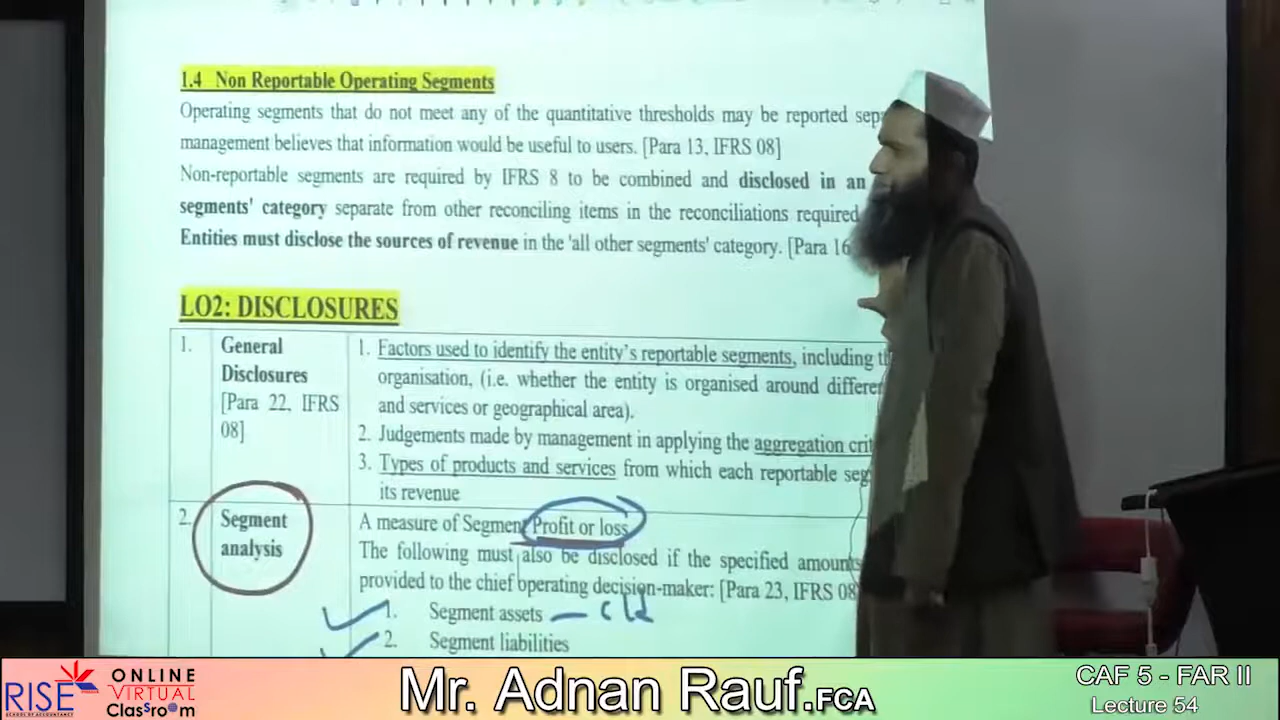 1.4 Non Reportable Operating Segments
Operating segments that do not meet any of the quantitative thresholds may be reported
management believes that information would be useful to users. [Para 13, IFRS 08]
Non-reportable segments are required by IFRS 8 to be combined and disclosed in an
segments' category separate from other reconciling items in the reconciliations required
Entities must disclose the sources of revenue in the 'all other segments' category. [Para 16
LO2: DISCLOSURES
1. General Disclosures [Para 22, IFRS 08]
1. Factors used to identify the entity's reportable segments, including
organisation, (i.e. whether the entity is organised around
and services or geographical area).
2. Judgements made by management in applying the aggregation
3. Types of products and services from which each reportable
its revenue
2. Segment analysis
A measure of Segment Profit or loss
The following must also be disclosed if the specified amounts
provided to the chief operating decision-maker: [Para 23, IFRS 08
1. Segment assets
2. Segment liabilities
RISE
SCHOOL OF ACCOUNTANCY
ONLINE
VIRTUAL
Classroom
Mr. Adnan Rauf.FCA
CAF 5 - FAR II
Lecture 54